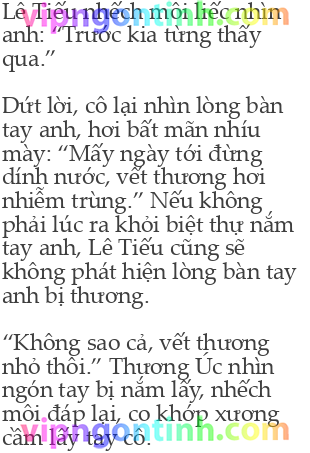 Lê Tiếu nhếch môi liếc nhìn
anh: “Trước kia từng thấy
qua.”
Dứt lời, cô lại nhìn lòng bàn
tay anh, hơi bất mãn nhíu
mày: “Mấy ngày tới đừng
dính nước, vết thương hơi
nhiễm trùng.” Nếu không
phải lúc ra khỏi biệt thự nắm
tay anh, Lê Tiếu cũng sẽ
không phát hiện lòng bàn tay
anh bị thương.
“Không sao cả, vết thương
nhỏ thôi.” Thương Úc nhìn
ngón tay bị nắm lấy, nhếch
môi đáp lại, co khớp xương
cầm lấy tay cô.
vipngontinh.com
vipngontinh.com